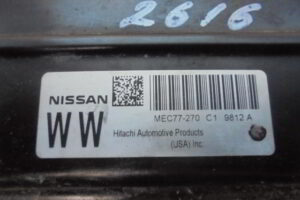 2616
NISSAN
WW
MEC77-270 C1 9812 A
Hitachi Automotive Products
(USA) Inc.